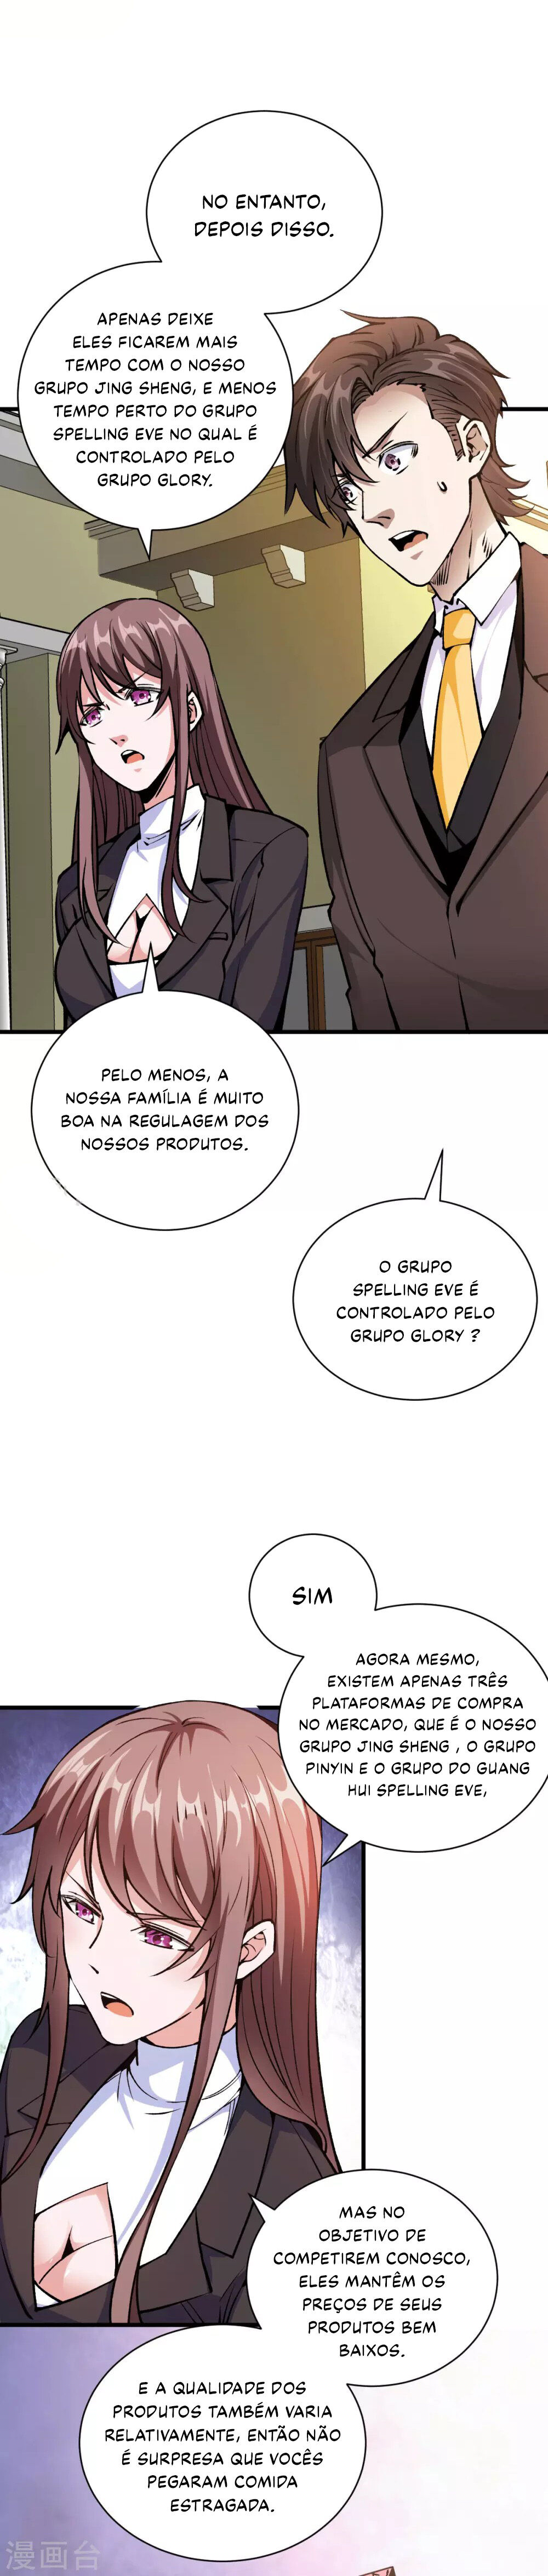 NO ENTANTO,
DEPOIS DISSO.
APENAS DEIXE
ELES FICAREM MAIS
TEMPO COM O NOSSO
GRUPO JING SHENG, E MENOS
TEMPO PERTO DO GRUPO
SPELLING EVE NO QUAL É
CONTROLADO PELO
GRUPO GLORY.
PELO MENOS, A
NOSSA FAMÍLIA É MUITO
BOA NA REGULAGEM DOS
NOSSOS PRODUTOS.
O GRUPO
SPELLING EVE É
CONTROLADO PELO
GRUPO GLORY ?
SIM
AGORA MESMO,
EXISTEM APENAS TRÊS
PLATAFORMAS DE COMPRA
NO MERCADO, QUE É O NOSSO
GRUPO JING SHENG , O GRUPO
PINYIN E O GRUPO DO GUANG
HUI SPELLING EVE,
MAS NO
OBJETIVO DE
COMPETIREM CONOSCO,
ELES MANTÊM OS
PREÇOS DE SEUS
PRODUTOS BEM
BAIXOS.
E A QUALIDADE DOS
PRODUTOS TAMBÉM VARIA
RELATIVAMENTE, ENTÃO NÃO
É SURPRESA QUE VOCÊS
PEGARAM COMIDA
ESTRAGADA.
漫画台